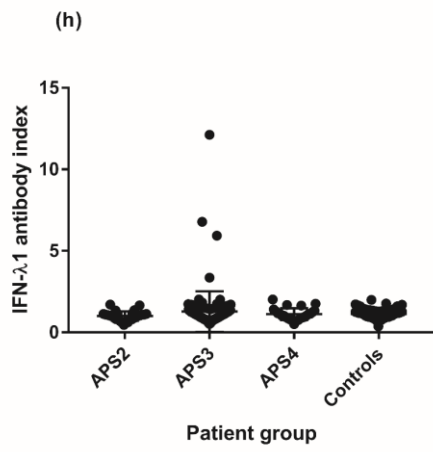 (h)
IFN-λ1 antibody index
15
10
5
0
APS2
APS3
APS4
Controls
Patient group